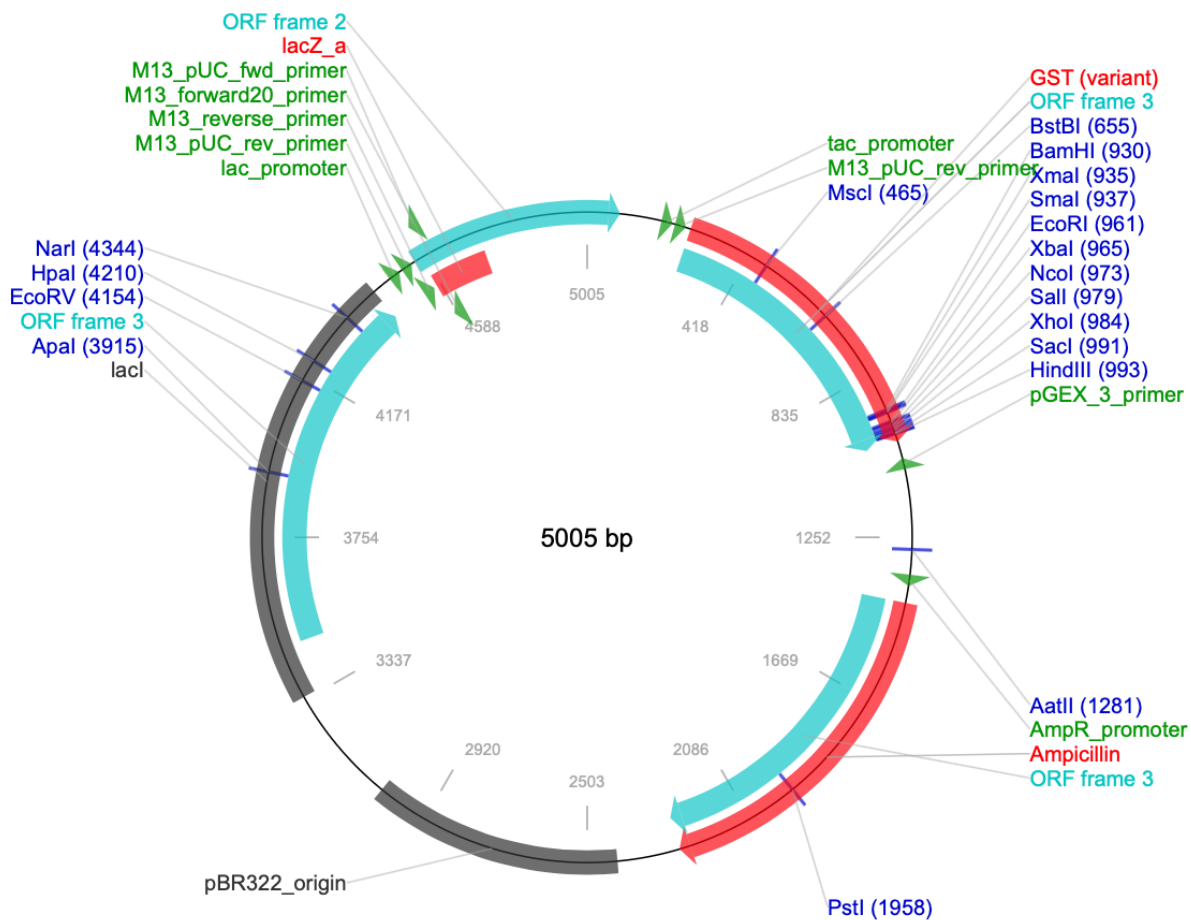 ORF frame 2
lacZ_a
M13_pUC_fwd_primer
M13_forward20_primer
M13_reverse_primer
M13_pUC_rev_primer
lac_promoter
tac_promoter
M13_pUC_rev_primer
MscI (465)
GST (variant)
ORF frame 3
BstBI (655)
BamHI (930)
XmaI (935)
SmaI (937)
EcoRI (961)
XbaI (965)
NcoI (973)
SalI (979)
XhoI (984)
SacI (991)
HindIII (993)
pGEX_3_primer
NarI (4344)
HpaI (4210)
EcoRV (4154)
ORF frame 3
ApaI (3915)
lacI
5005
4588
418
4171
835
3754
5005 bp
1252
3337
1669
2920
2503
2086
AatII (1281)
AmpR_promoter
Ampicillin
ORF frame 3
pBR322_origin
PstI (1958)